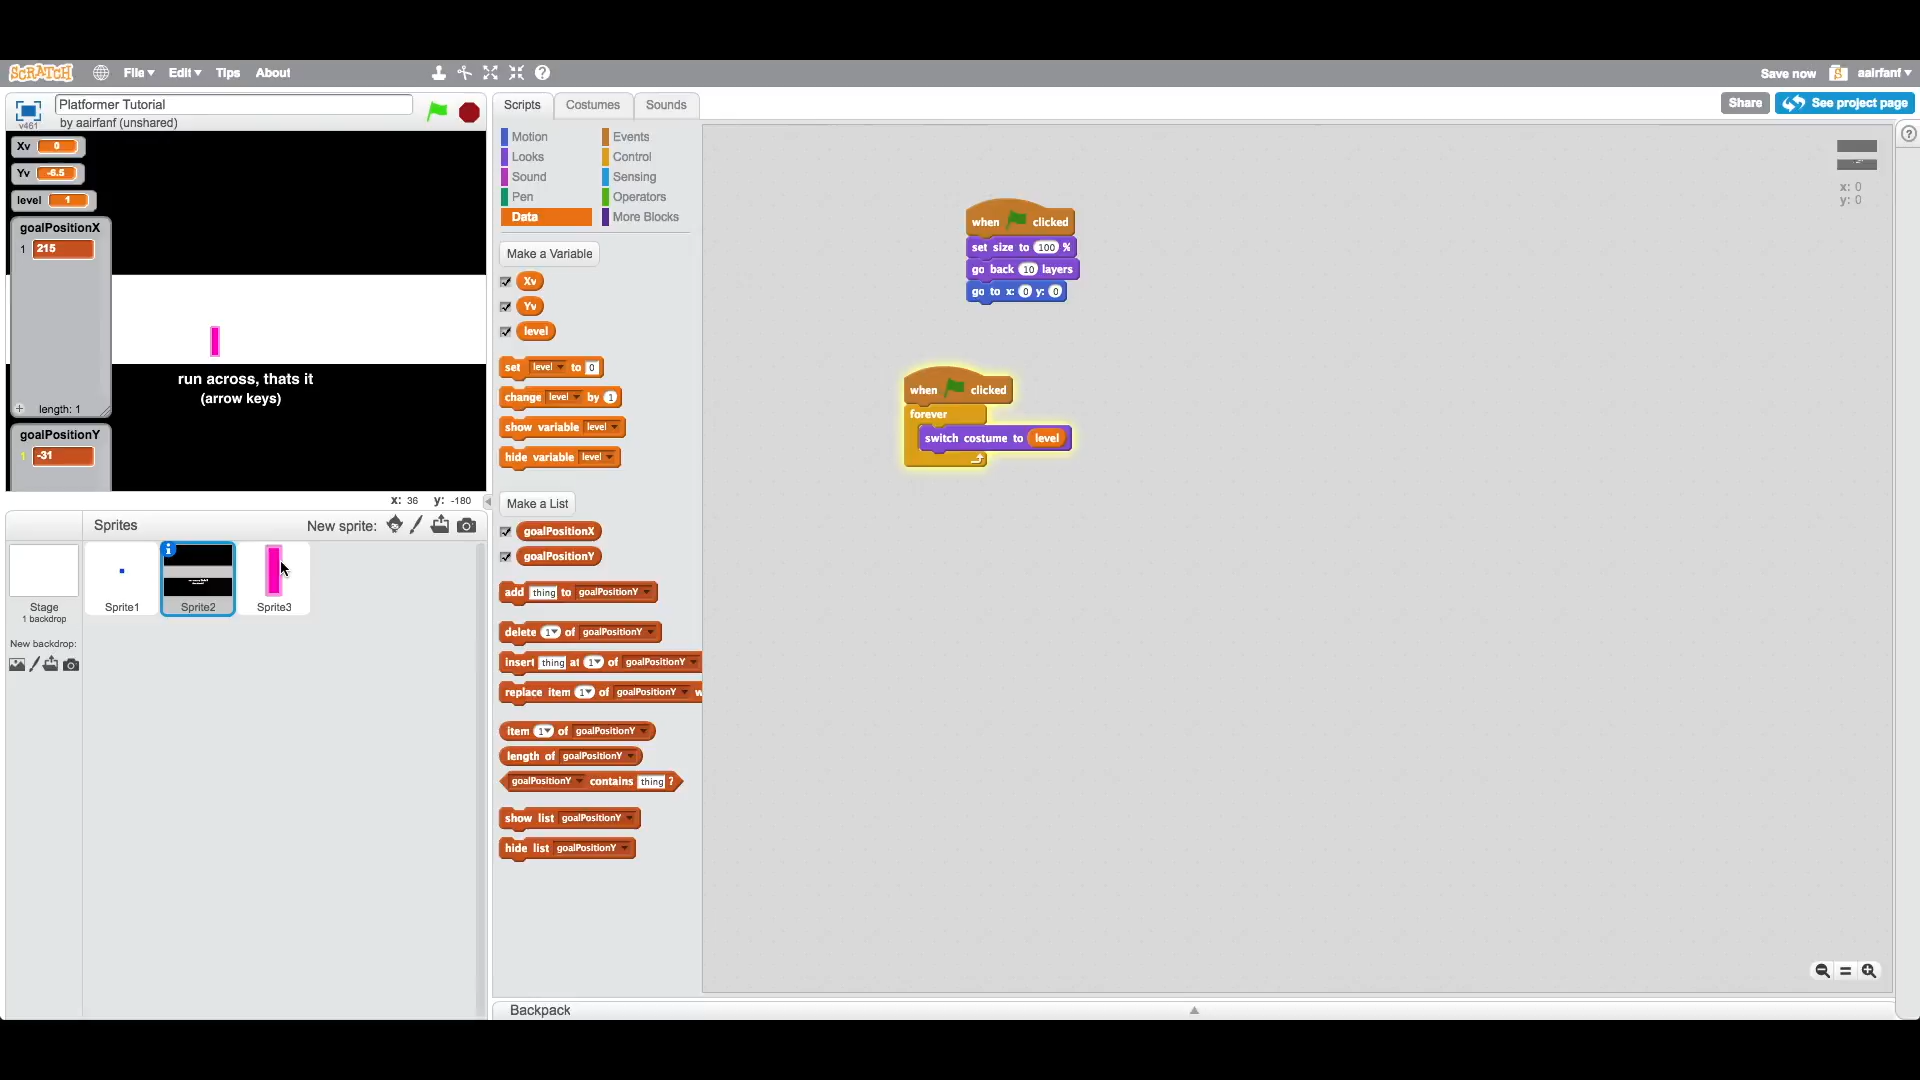 SCRATCH File Edit Tips About Save now aairfanf
Platformer Tutorial
by aairfanf (unshared)
v461
Scripts Costumes Sounds
Share See project page
Xv 0
Yv -6.5
level 1
goalPositionX
1 215
length: 1
goalPositionY
1 -31
run across, thats it
(arrow keys)
x: 36 y: -180
Sprites New sprite:
Sprite1 Sprite2 Sprite3
Stage
1 backdrop
New backdrop:
Motion Events
Looks Control
Sound Sensing
Pen Operators
Data More Blocks
Make a Variable
Xv
Yv
level
set level to 0
change level by 1
show variable level
hide variable level
Make a List
goalPositionX
goalPositionY
add thing to goalPositionY
delete 1 of goalPositionY
insert thing at 1 of goalPositionY
replace item 1 of goalPositionY w
item 1 of goalPositionY
length of goalPositionY
goalPositionY contains thing ?
show list goalPositionY
hide list goalPositionY
when clicked
set size to 100 %
go back 10 layers
go to x: 0 y: 0
when clicked
forever
switch costume to level
x: 0
y: 0
Backpack